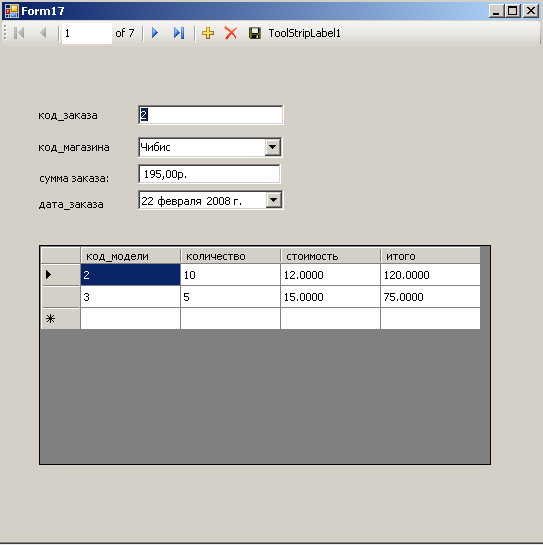 Form17
1 of 7 ToolStripLabel1
код_заказа 2
код_магазина Чибис
сумма заказа: 195,00р.
дата_заказа 22 февраля 2008 г.
код_модели количество стоимость итого
2 10 12.0000 120.0000
3 5 15.0000 75.0000